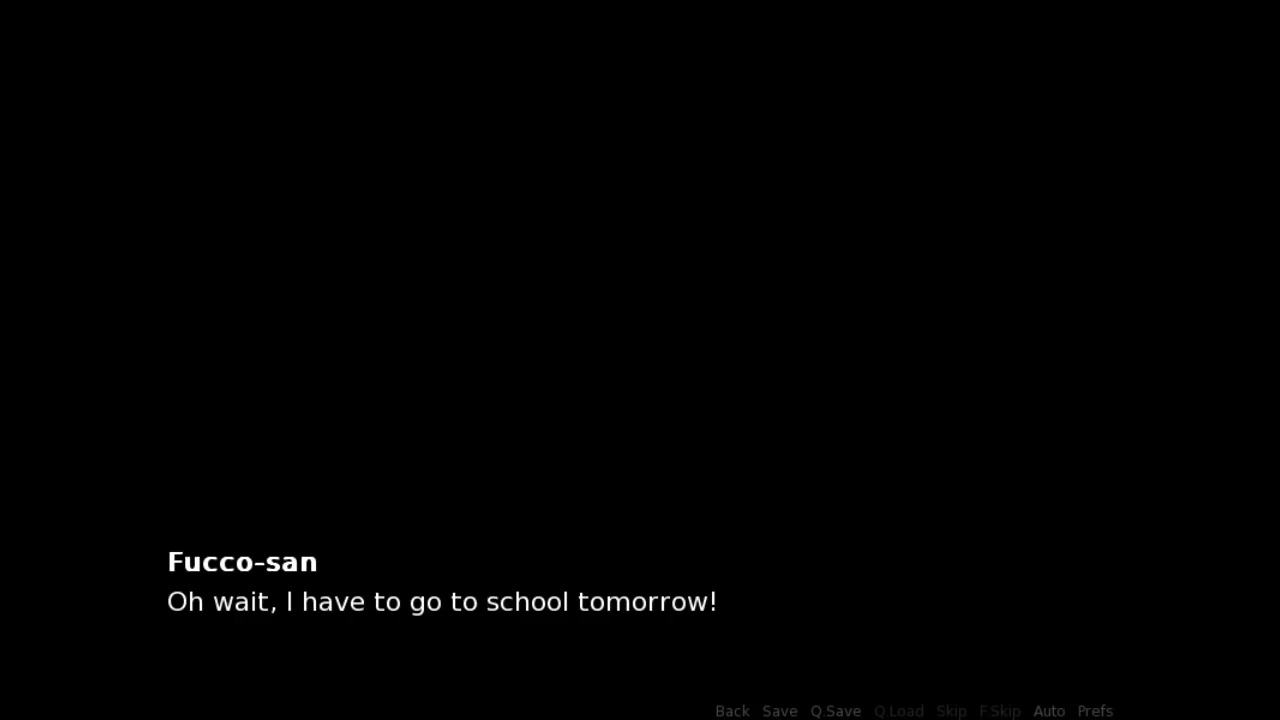 Fucco-san
Oh wait, I have to go to school tomorrow!
Back Save Q.Save Q.Load Skip F.Skip Auto Prefs